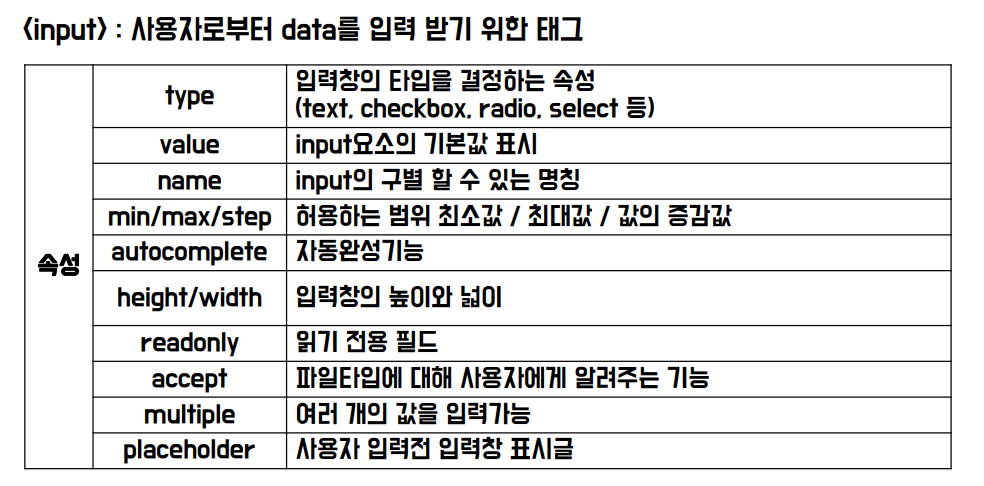 <input> : 사용자로부터 data를 입력 받기 위한 태그
속성
type
입력창의 타입을 결정하는 속성
(text, checkbox, radio, select 등)
value
input요소의 기본값 표시
name
input의 구별 할 수 있는 명칭
min/max/step
허용하는 범위 최소값 / 최대값 / 값의 증감값
autocomplete
자동완성기능
height/width
입력창의 높이와 넓이
readonly
읽기 전용 필드
accept
파일타입에 대해 사용자에게 알려주는 기능
multiple
여러 개의 값을 입력가능
placeholder
사용자 입력전 입력창 표시글